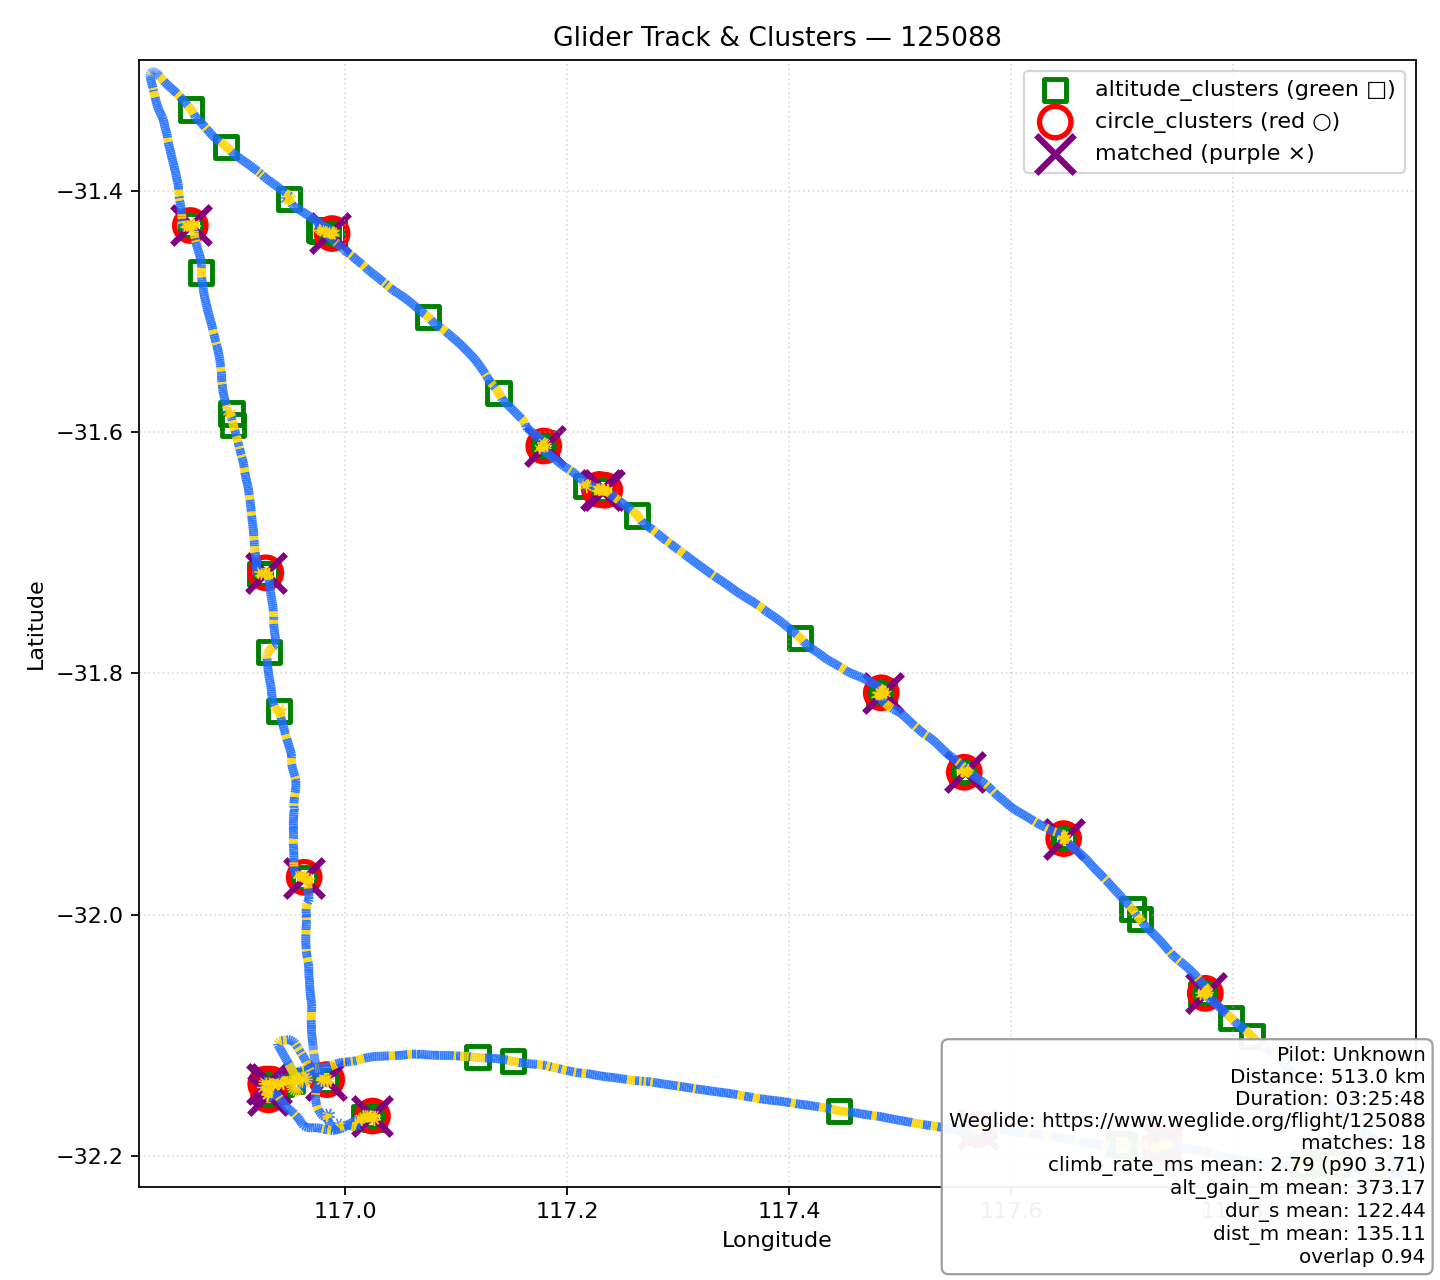 Glider Track & Clusters — 125088
altitude_clusters (green □)
circle_clusters (red ○)
matched (purple ×)
−31.4
−31.6
−31.8
−32.0
−32.2
Latitude
117.0
117.2
117.4
117.6
Longitude
Pilot: Unknown
Distance: 513.0 km
Duration: 03:25:48
Weglide: https://www.weglide.org/flight/125088
matches: 18
climb_rate_ms mean: 2.79 (p90 3.71)
alt_gain_m mean: 373.17
dur_s mean: 122.44
dist_m mean: 135.11
overlap 0.94